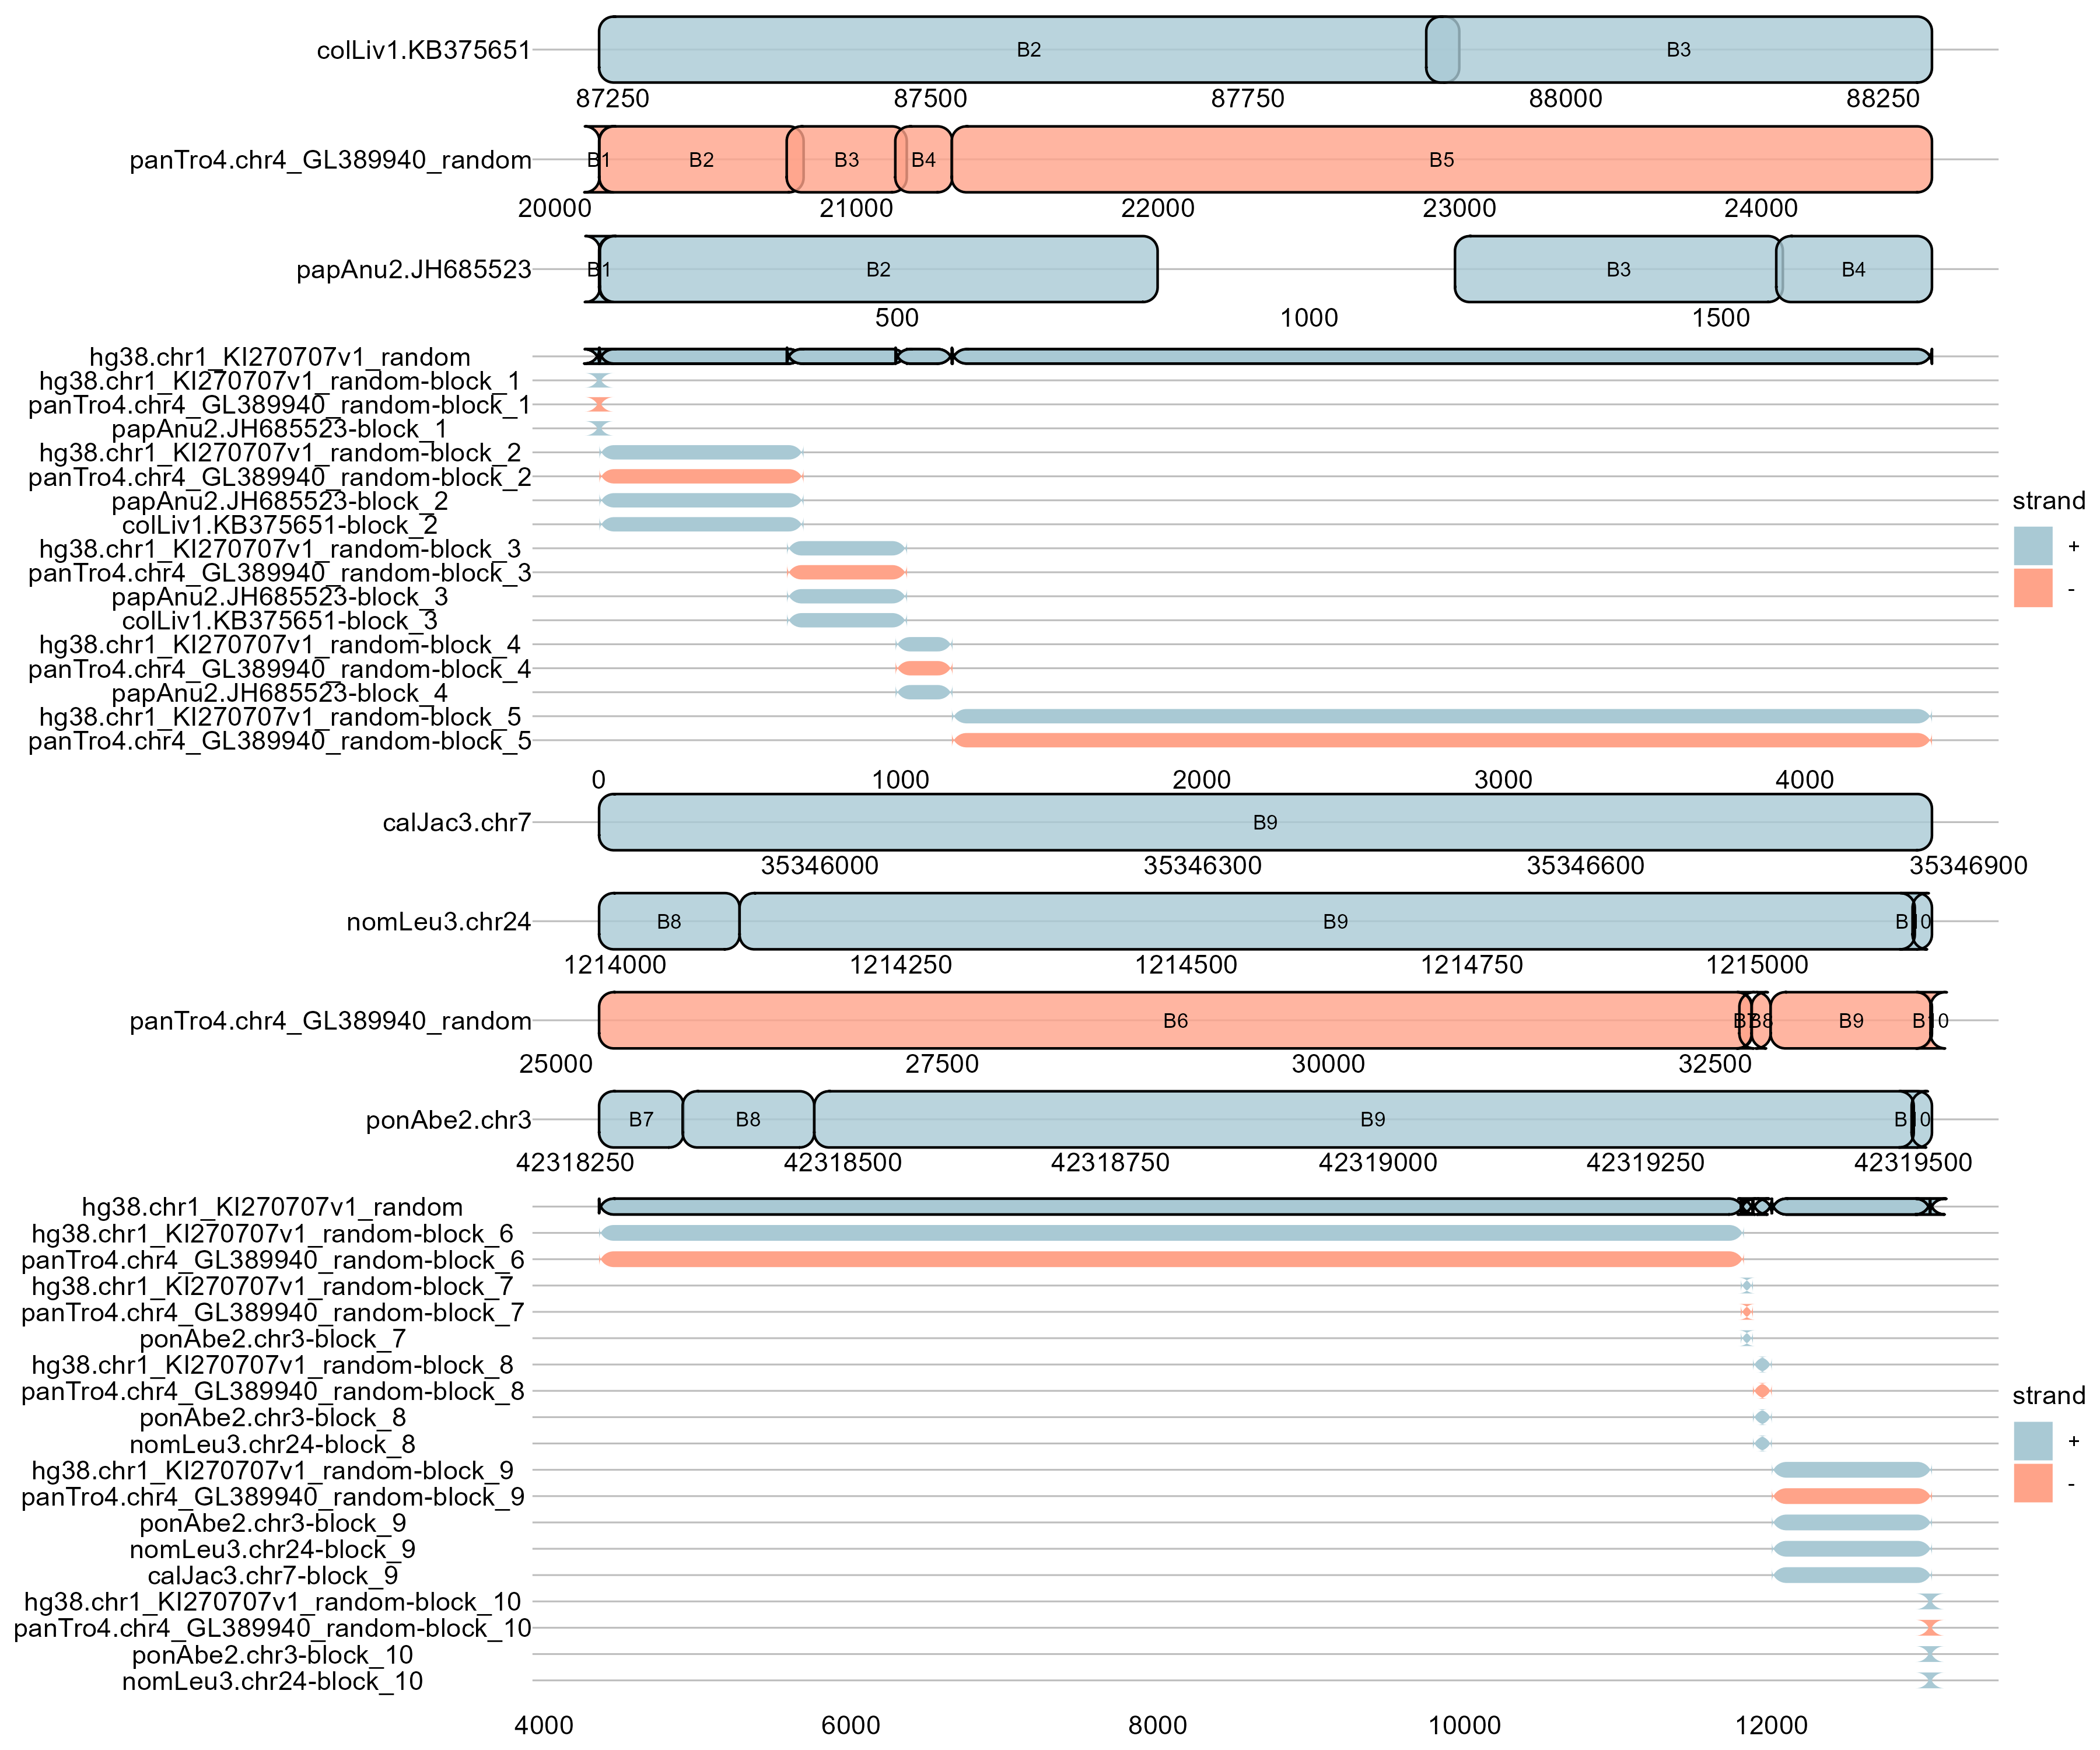 colLiv1.KB375651 B2 B3
87250 87500 87750 88000 88250
panTro4.chr4_GL389940_random B1 B2 B3 B4 B5
20000 21000 22000 23000 24000
papAnu2.JH685523 B1 B2 B3 B4
500 1000 1500
hg38.chr1_KI270707v1_random
hg38.chr1_KI270707v1_random-block_1
panTro4.chr4_GL389940_random-block_1
papAnu2.JH685523-block_1
hg38.chr1_KI270707v1_random-block_2
panTro4.chr4_GL389940_random-block_2
papAnu2.JH685523-block_2
colLiv1.KB375651-block_2
hg38.chr1_KI270707v1_random-block_3
panTro4.chr4_GL389940_random-block_3
papAnu2.JH685523-block_3
colLiv1.KB375651-block_3
hg38.chr1_KI270707v1_random-block_4
panTro4.chr4_GL389940_random-block_4
papAnu2.JH685523-block_4
hg38.chr1_KI270707v1_random-block_5
panTro4.chr4_GL389940_random-block_5
0 1000 2000 3000 4000
strand
+
-
calJac3.chr7 B9
35346000 35346300 35346600 35346900
nomLeu3.chr24 B8 B9 B10
1214000 1214250 1214500 1214750 1215000
panTro4.chr4_GL389940_random B6 B7 B8 B9 B10
25000 27500 30000 32500
ponAbe2.chr3 B7 B8 B9 B10
42318250 42318500 42318750 42319000 42319250 42319500
hg38.chr1_KI270707v1_random
hg38.chr1_KI270707v1_random-block_6
panTro4.chr4_GL389940_random-block_6
hg38.chr1_KI270707v1_random-block_7
panTro4.chr4_GL389940_random-block_7
ponAbe2.chr3-block_7
hg38.chr1_KI270707v1_random-block_8
panTro4.chr4_GL389940_random-block_8
ponAbe2.chr3-block_8
nomLeu3.chr24-block_8
hg38.chr1_KI270707v1_random-block_9
panTro4.chr4_GL389940_random-block_9
ponAbe2.chr3-block_9
nomLeu3.chr24-block_9
calJac3.chr7-block_9
hg38.chr1_KI270707v1_random-block_10
panTro4.chr4_GL389940_random-block_10
ponAbe2.chr3-block_10
nomLeu3.chr24-block_10
4000 6000 8000 10000 12000
strand
+
-